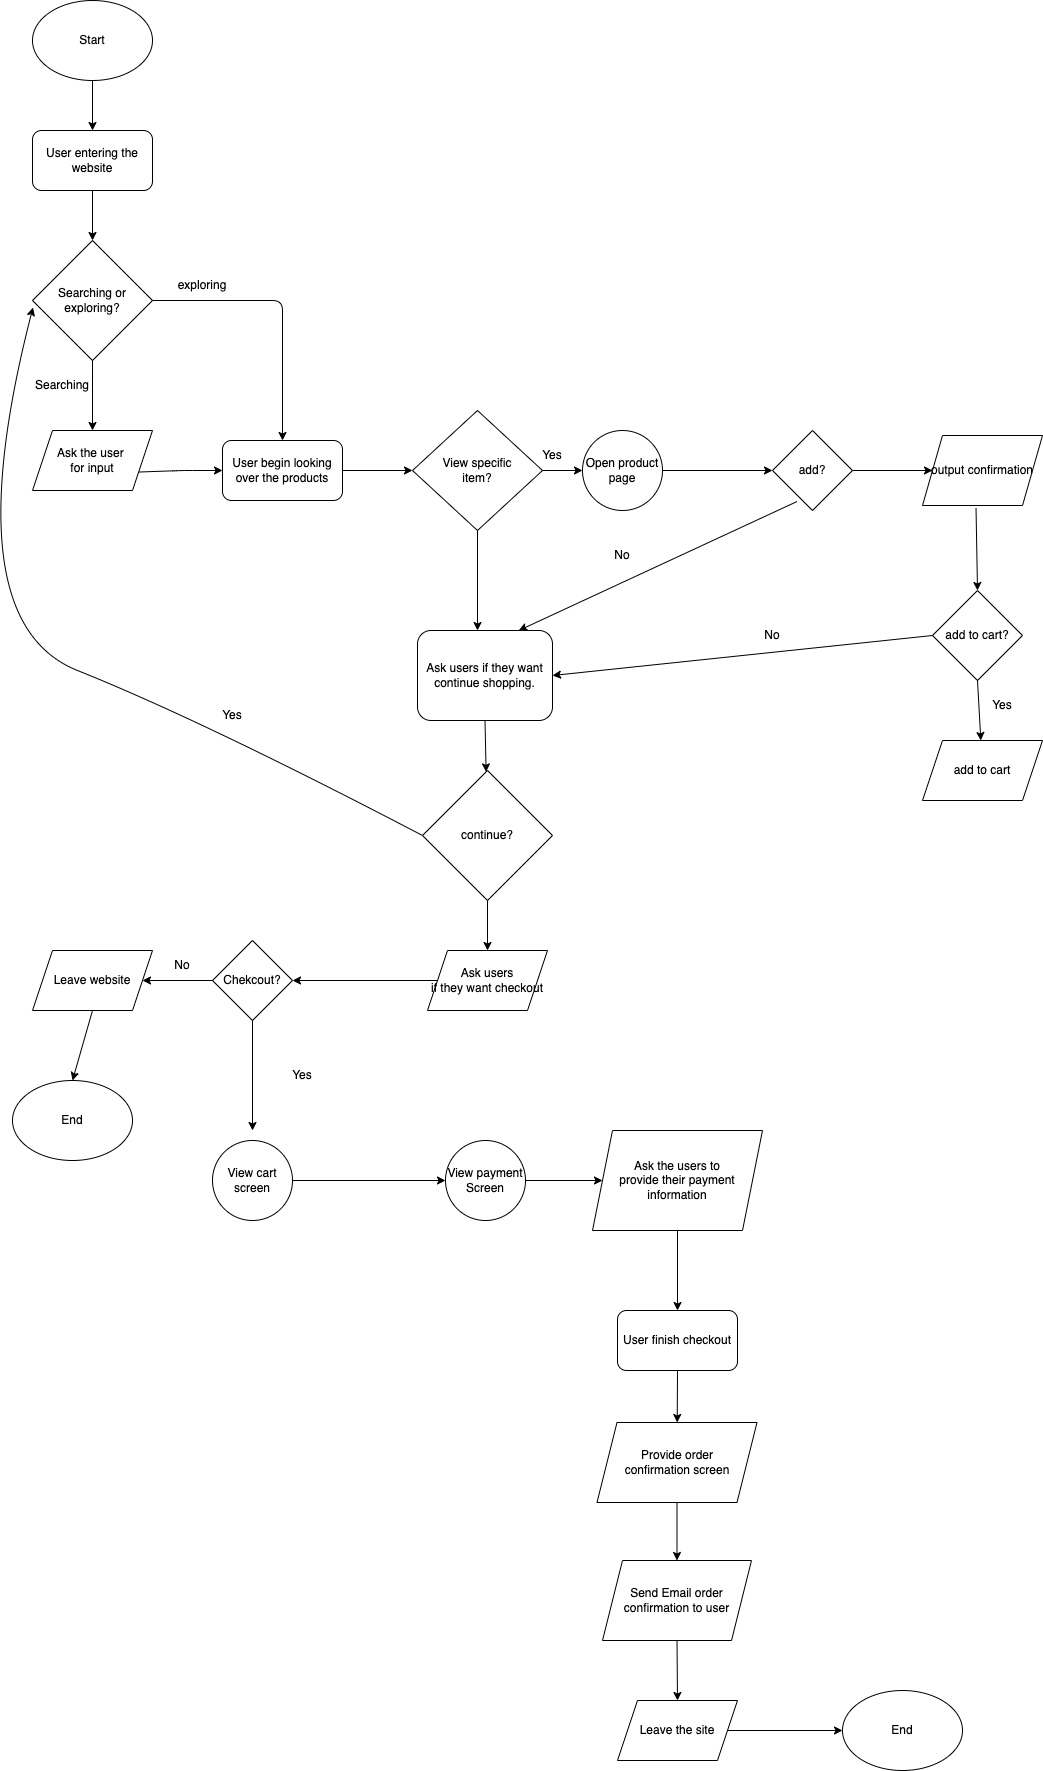 Start
User entering the
website
Searching or
exploring?
exploring
Searching
Ask the user
for input
User begin looking
over the products
View specific
item?
Yes
Open product
page
add?
output confirmation
No
add to cart?
No
Ask users if they want
continue shopping.
Yes
add to cart
Yes
continue?
Ask users
if they want checkout
Chekcout?
No
Leave website
Yes
End
View cart
screen
View payment
Screen
Ask the users to
provide their payment
information
User finish checkout
Provide order
confirmation screen
Send Email order
confirmation to user
Leave the site
End